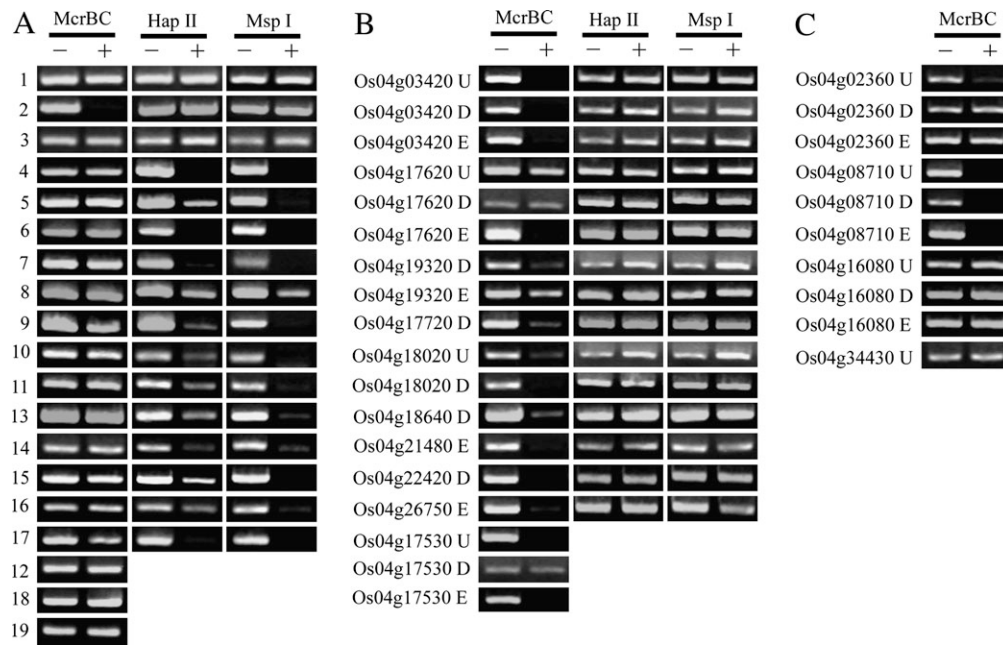 A
McrBC Hap II Msp I
− + − + − +
1
2
3
4
5
6
7
8
9
10
11
13
14
15
16
17
12
18
19
B
McrBC Hap II Msp I
− + − + − +
Os04g03420 U
Os04g03420 D
Os04g03420 E
Os04g17620 U
Os04g17620 D
Os04g17620 E
Os04g19320 D
Os04g19320 E
Os04g17720 D
Os04g18020 U
Os04g18020 D
Os04g18640 D
Os04g21480 E
Os04g22420 D
Os04g26750 E
Os04g17530 U
Os04g17530 D
Os04g17530 E
C
McrBC
− +
Os04g02360 U
Os04g02360 D
Os04g02360 E
Os04g08710 U
Os04g08710 D
Os04g08710 E
Os04g16080 U
Os04g16080 D
Os04g16080 E
Os04g34430 U